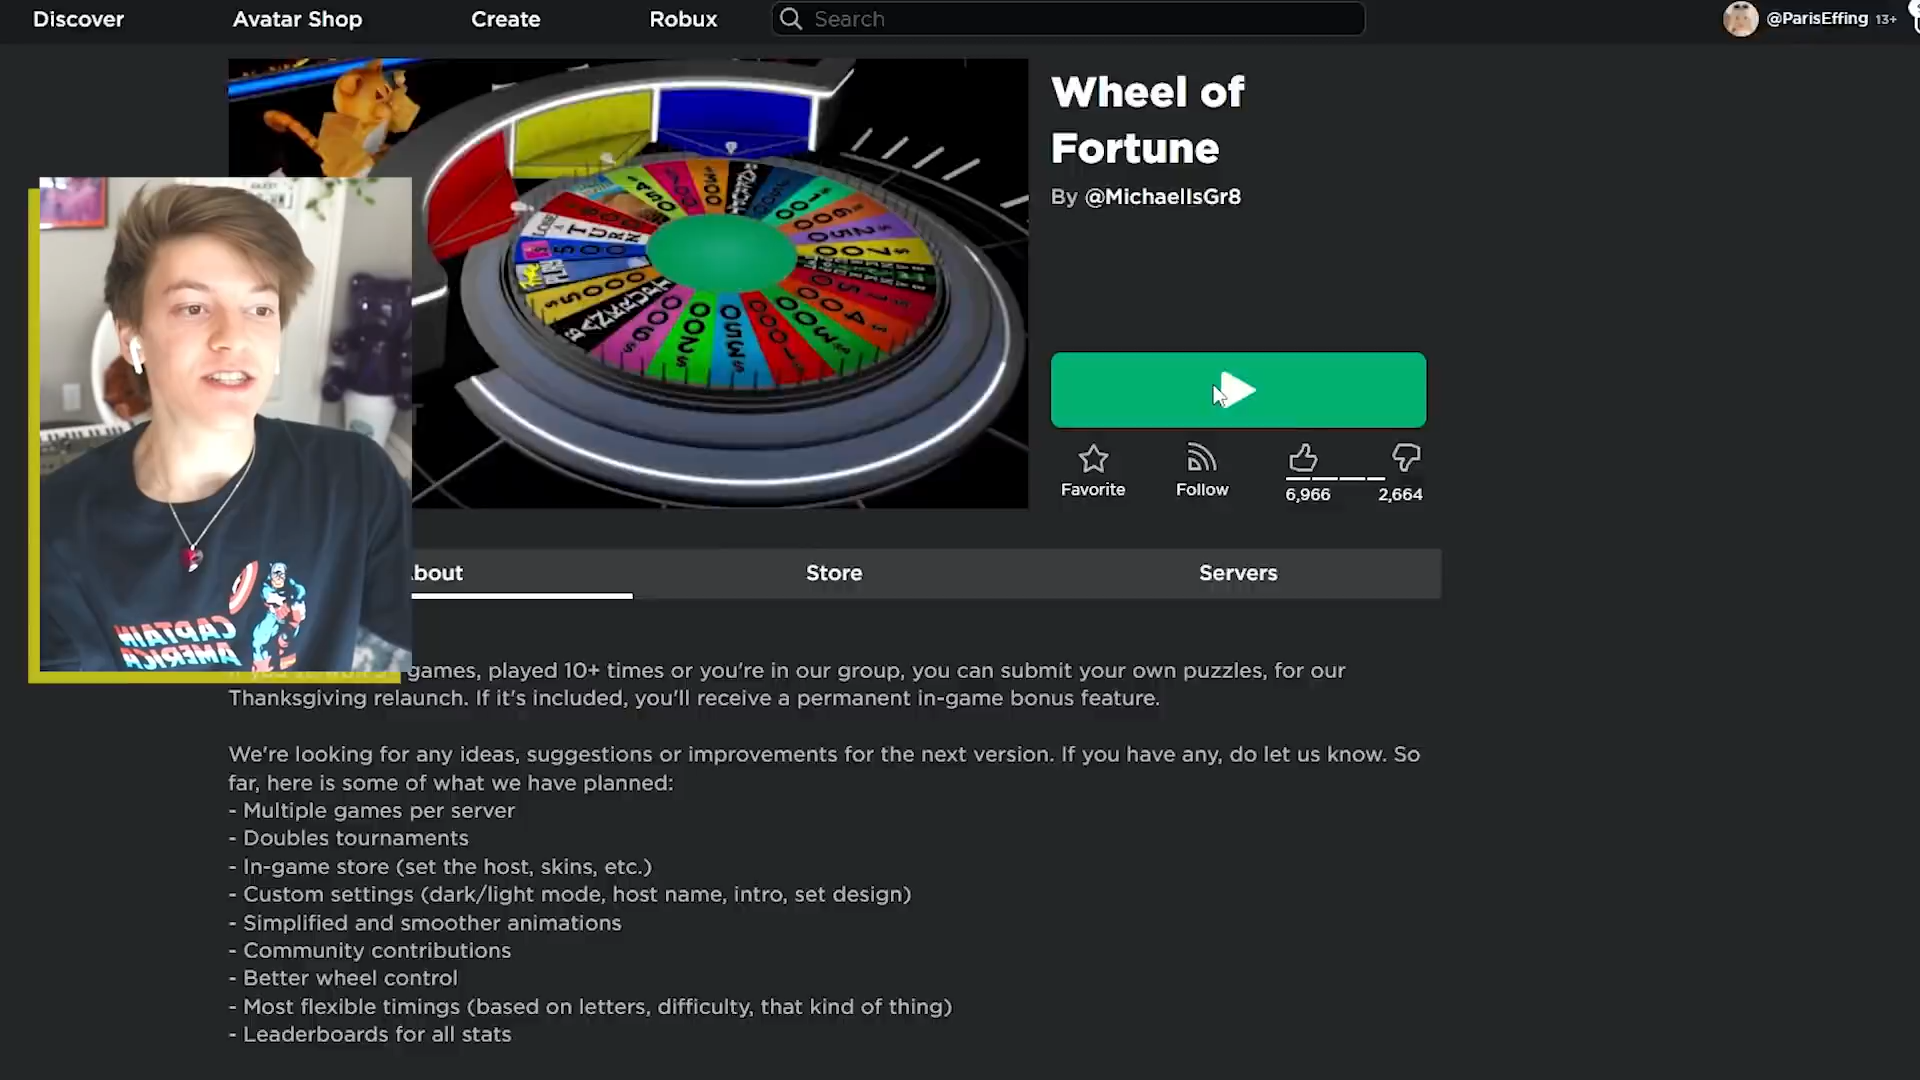 Discover
Avatar Shop
Create
Robux
Search
@ParisEffing 13+
Wheel of
Fortune
By @MichaelIsGr8
Favorite
Follow
6,966
2,664
bout
Store
Servers
CAPTAIN
AMERICA
games, played 10+ times or you're in our group, you can submit your own puzzles, for our
Thanksgiving relaunch. If it's included, you'll receive a permanent in-game bonus feature.
We're looking for any ideas, suggestions or improvements for the next version. If you have any, do let us know. So
far, here is some of what we have planned:
- Multiple games per server
- Doubles tournaments
- In-game store (set the host, skins, etc.)
- Custom settings (dark/light mode, host name, intro, set design)
- Simplified and smoother animations
- Community contributions
- Better wheel control
- Most flexible timings (based on letters, difficulty, that kind of thing)
- Leaderboards for all stats